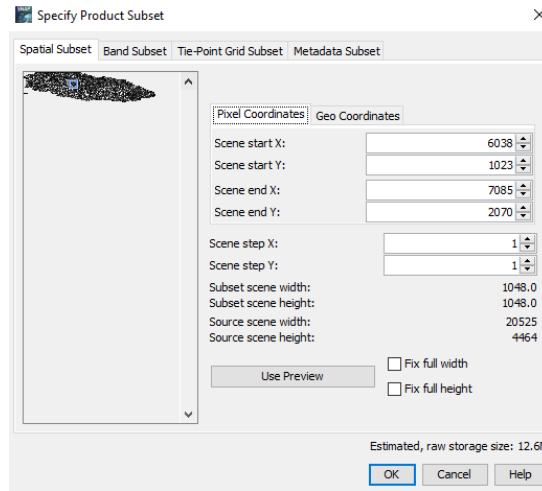 Specify Product Subset
Spatial Subset Band Subset Tie-Point Grid Subset Metadata Subset
Pixel Coordinates Geo Coordinates
Scene start X: 6038
Scene start Y: 1023
Scene end X: 7085
Scene end Y: 2070
Scene step X: 1
Scene step Y: 1
Subset scene width: 1048.0
Subset scene height: 1048.0
Source scene width: 20525
Source scene height: 4464
Use Preview
Fix full width
Fix full height
Estimated, raw storage size: 12.6
OK Cancel Help